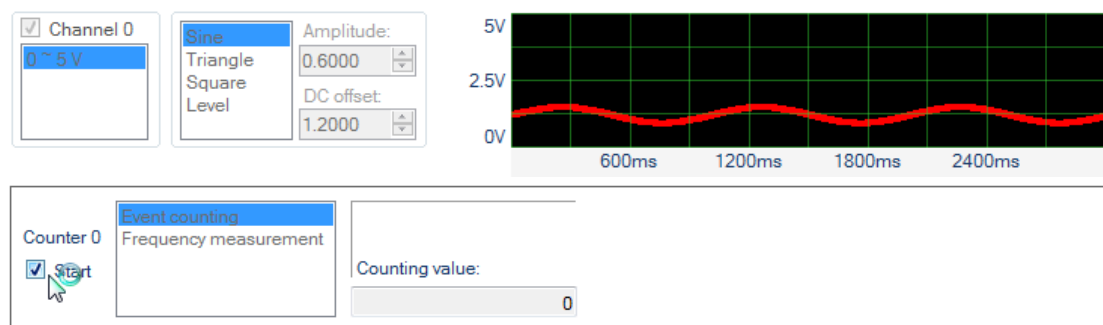 Channel 0
0 ~ 5 V
Sine
Triangle
Square
Level
Amplitude:
0.6000
DC offset:
1.2000
5V
2.5V
0V
600ms 1200ms 1800ms 2400ms
Counter 0
Start
Event counting
Frequency measurement
Counting value:
0